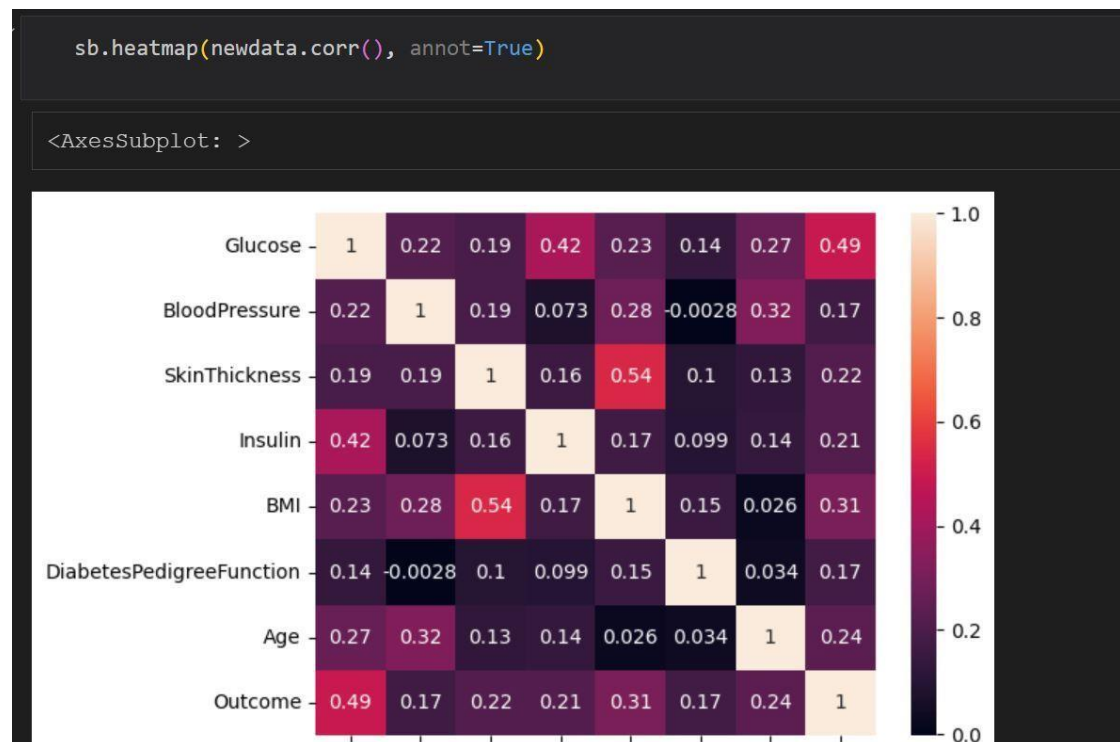 sb.heatmap(newdata.corr(), annot=True)
<AxesSubplot: >
1.0
Glucose 1 0.22 0.19 0.42 0.23 0.14 0.27 0.49
BloodPressure 0.22 1 0.19 0.073 0.28 -0.0028 0.32 0.17
0.8
SkinThickness 0.19 0.19 1 0.16 0.54 0.1 0.13 0.22
0.6
Insulin 0.42 0.073 0.16 1 0.17 0.099 0.14 0.21
BMI 0.23 0.28 0.54 0.17 1 0.15 0.026 0.31
0.4
DiabetesPedigreeFunction 0.14 -0.0028 0.1 0.099 0.15 1 0.034 0.17
0.2
Age 0.27 0.32 0.13 0.14 0.026 0.034 1 0.24
Outcome 0.49 0.17 0.22 0.21 0.31 0.17 0.24 1
0.0